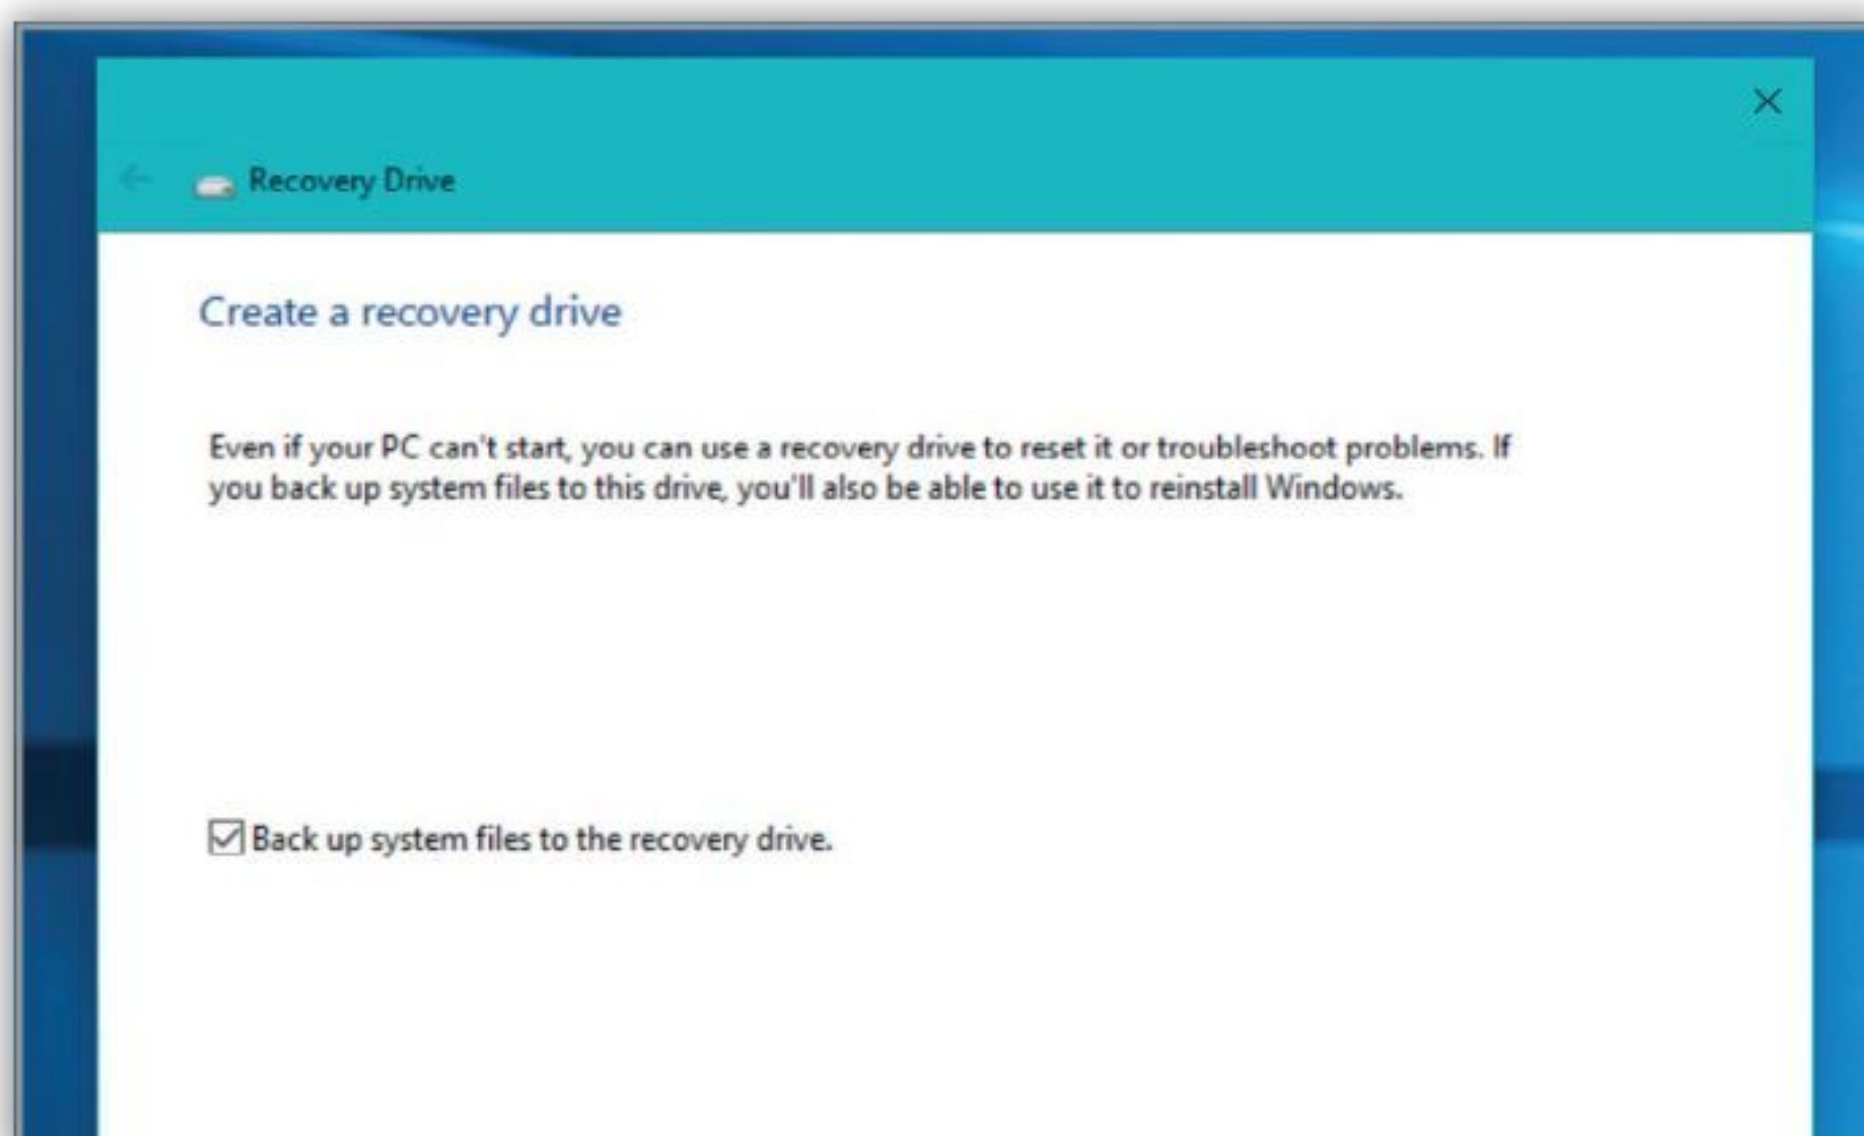 Recovery Drive
Create a recovery drive
Even if your PC can't start, you can use a recovery drive to reset it or troubleshoot problems. If
you back up system files to this drive, you'll also be able to use it to reinstall Windows.
Back up system files to the recovery drive.